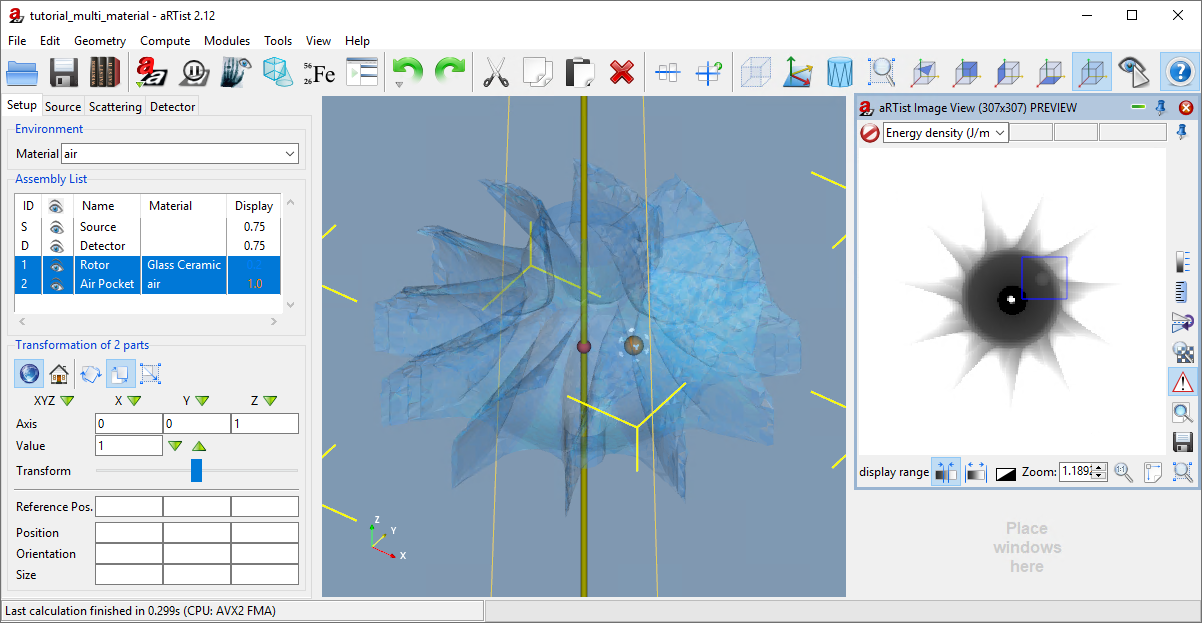 tutorial_multi_material - aRTist 2.12
File Edit Geometry Compute Modules Tools View Help
56 26 Fe
Setup Source Scattering Detector
Environment
Material air
Assembly List
ID Name Material Display
S Source 0.75
D Detector 0.75
1 Rotor Glass Ceramic
2 Air Pocket air 1.0
Transformation of 2 parts
XYZ X Y Z
Axis 0 0 1
Value 1
Transform
Reference Pos.
Position
Orientation
Size
Z
Y
X
aRTist Image View (307x307) PREVIEW
Energy density (J/m
display range Zoom: 1.1892
Place
windows
here
Last calculation finished in 0.299s (CPU: AVX2 FMA)